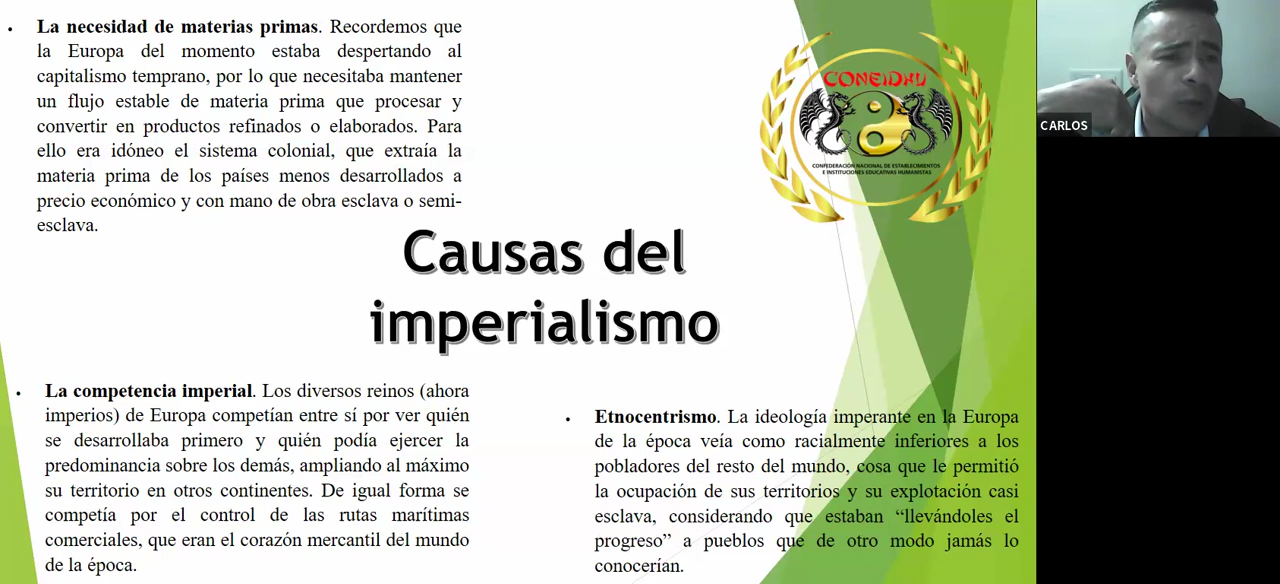 La necesidad de materias primas. Recordemos que
la Europa del momento estaba despertando al
capitalismo temprano, por lo que necesitaba mantener
un flujo estable de materia prima que procesar y
convertir en productos refinados o elaborados. Para
ello era idóneo el sistema colonial, que extraía la
materia prima de los países menos desarrollados a
precio económico y con mano de obra esclava o semi-
esclava.
CONEIDHU
CONFEDERACIÓN NACIONAL DE ESTABLECIMIENTOS
E INSTITUCIONES EDUCATIVAS HUMANISTAS
CARLOS
Causas del
imperialismo
La competencia imperial. Los diversos reinos (ahora
imperios) de Europa competían entre sí por ver quién
se desarrollaba primero y quién podía ejercer la
predominancia sobre los demás, ampliando al máximo
su territorio en otros continentes. De igual forma se
competía por el control de las rutas marítimas
comerciales, que eran el corazón mercantil del mundo
de la época.
Etnocentrismo. La ideología imperante en la Europa
de la época veía como racialmente inferiores a los
pobladores del resto del mundo, cosa que le permitió
la ocupación de sus territorios y su explotación casi
esclava, considerando que estaban “llevándoles el
progreso” a pueblos que de otro modo jamás lo
conocerían.